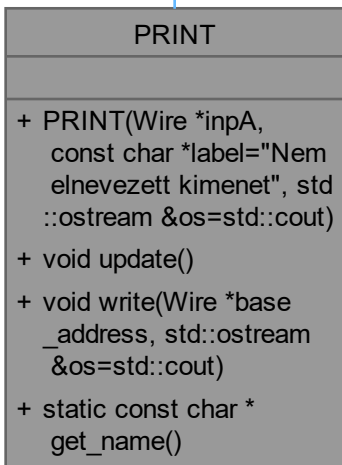 PRINT
+ PRINT(Wire *inpA,
const char *label="Nem
elnevezett kimenet", std
::ostream &os=std::cout)
+ void update()
+ void write(Wire *base
_address, std::ostream
&os=std::cout)
+ static const char *
get_name()